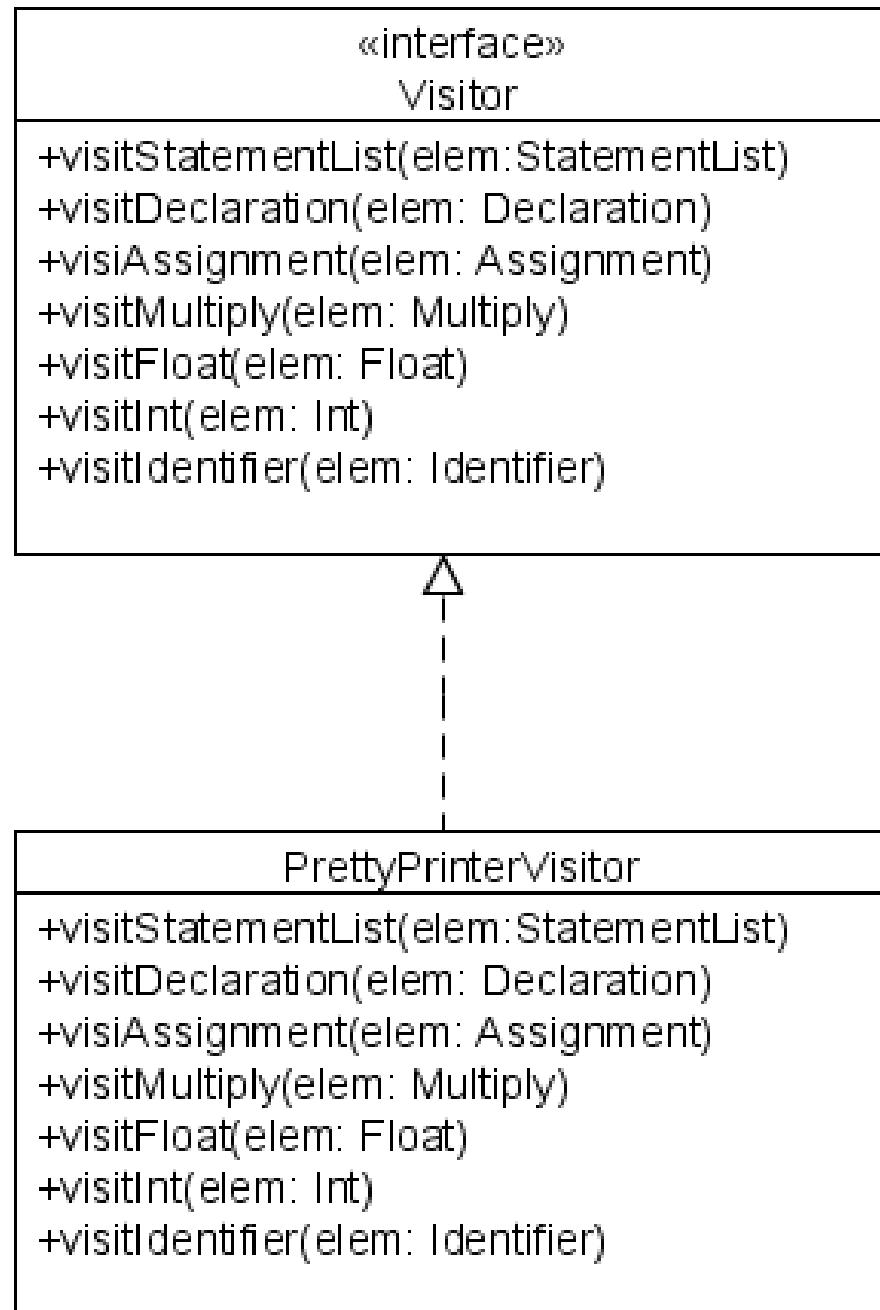 «interface»
Visitor
+visitStatementList(elem:StatementList)
+visitDeclaration(elem: Declaration)
+visiAssignment(elem: Assignment)
+visitMultiply(elem: Multiply)
+visitFloat(elem: Float)
+visitInt(elem: Int)
+visitIdentifier(elem: Identifier)
PrettyPrinterVisitor
+visitStatementList(elem:StatementList)
+visitDeclaration(elem: Declaration)
+visiAssignment(elem: Assignment)
+visitMultiply(elem: Multiply)
+visitFloat(elem: Float)
+visitInt(elem: Int)
+visitIdentifier(elem: Identifier)